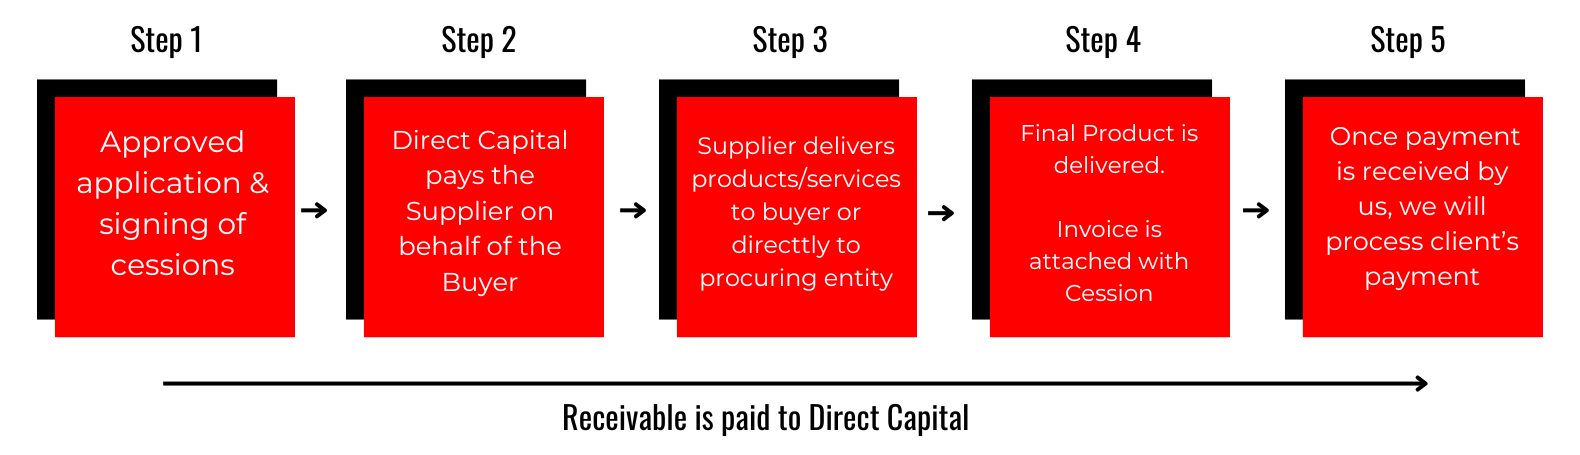 Step 1
Approved
application &
signing of
cessions
Step 2
Direct Capital
pays the
Supplier on
behalf of the
Buyer
Step 3
Supplier delivers
products/services
to buyer or
directtly to
procuring entity
Step 4
Final Product is
delivered.
Invoice is
attached with
Cession
Step 5
Once payment
is received by
us, we will
process client’s
payment
Receivable is paid to Direct Capital